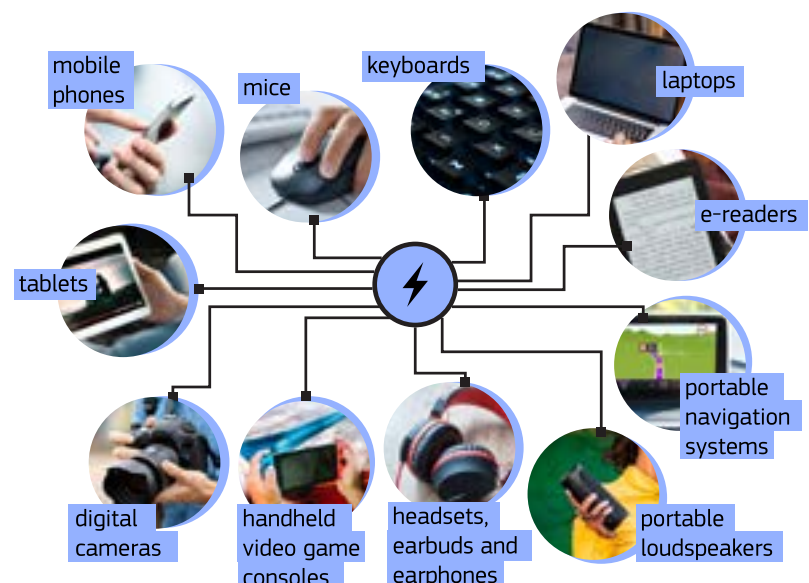 mobile
phones
mice
keyboards
laptops
e-readers
tablets
portable
navigation
systems
digital
cameras
handheld
video game
consoles
headsets,
earbuds and
earphones
portable
loudspeakers